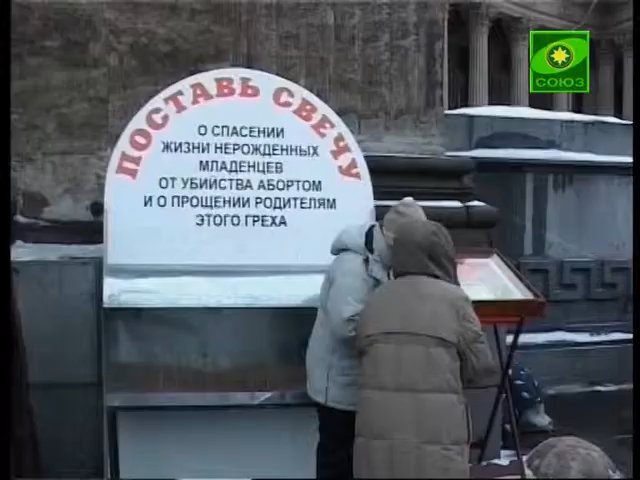 СОЮЗ
ПОСТАВЬ СВЕЧУ
О СПАСЕНИИ
ЖИЗНИ НЕРОЖДЕННЫХ
МЛАДЕНЦЕВ
ОТ УБИЙСТВА АБОРТОМ
И О ПРОЩЕНИИ РОДИТЕЛЯМ
ЭТОГО ГРЕХА